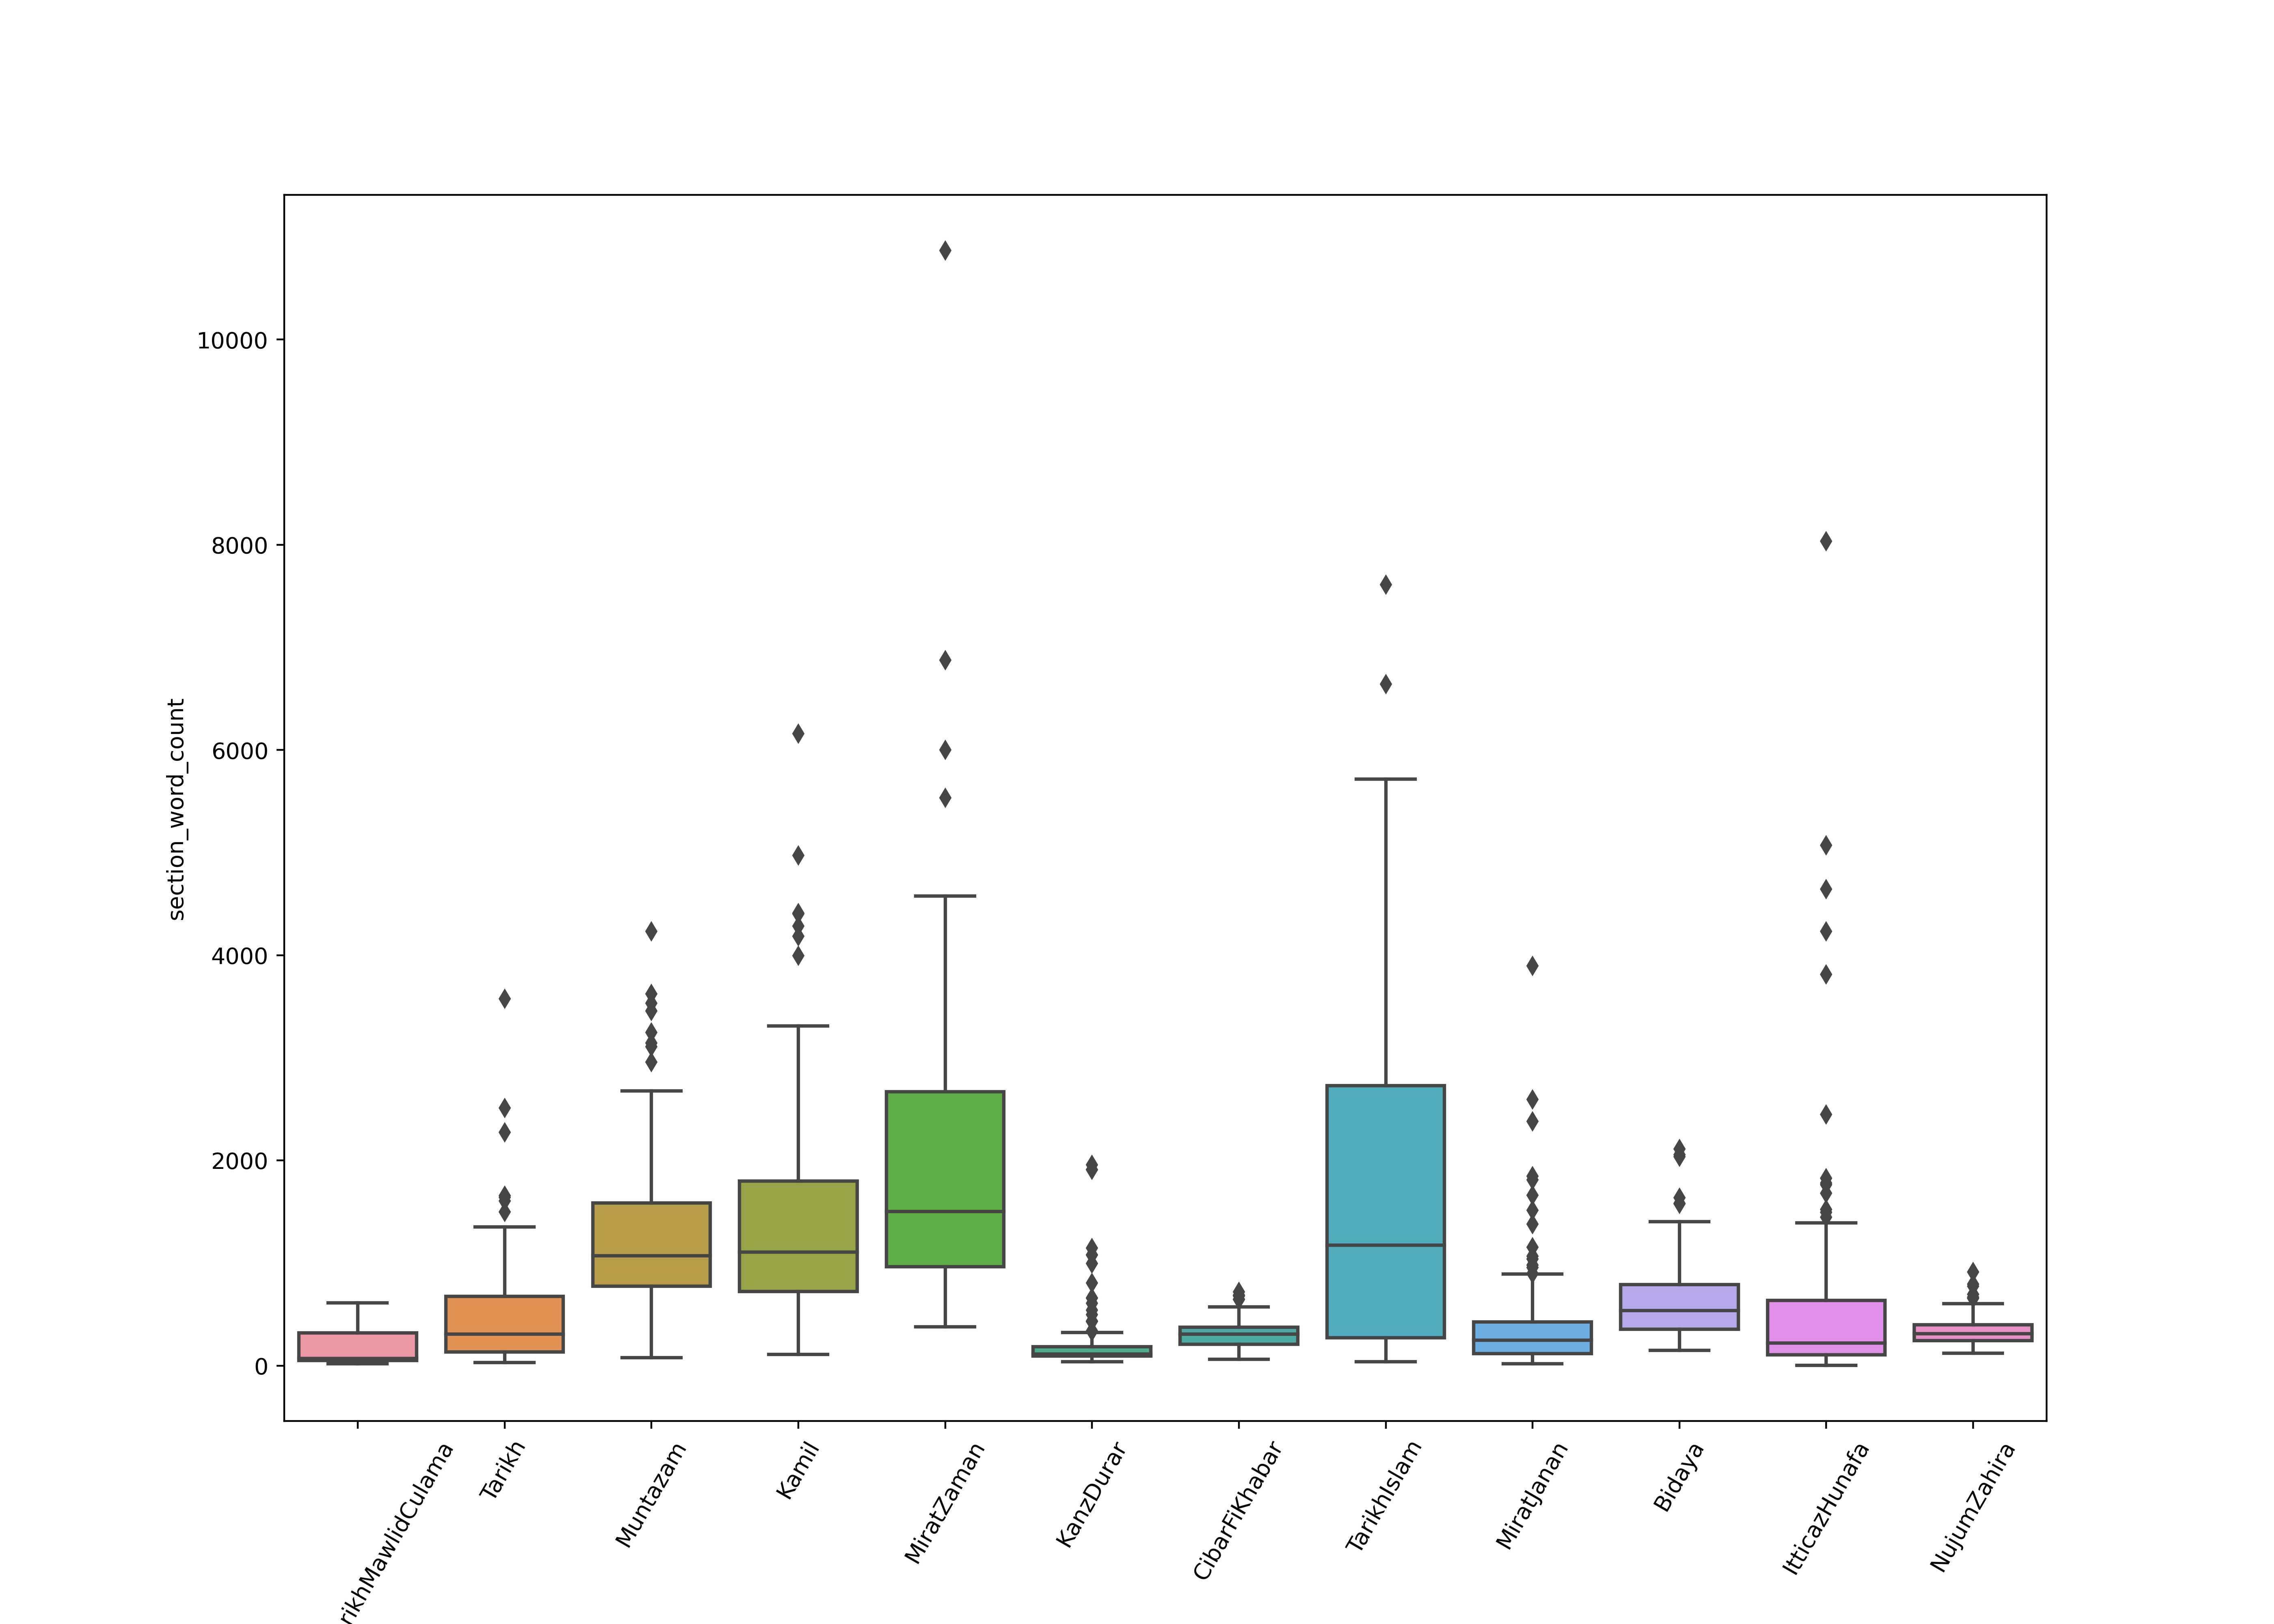 10000
8000
6000
4000
2000
0
section_word_count
rikhMawlidCulama
Tarikh
Muntazam
Kamil
MiratZaman
KanzDurar
CibarFiKhabar
TarikhIslam
MiratJanan
Bidaya
Ittic​azHunafa
NujumZahira